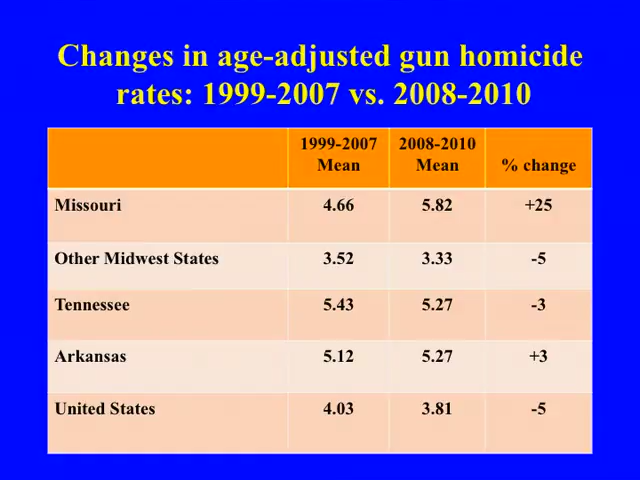 Changes in age-adjusted gun homicide
rates: 1999-2007 vs. 2008-2010
1999-2007 Mean 2008-2010 Mean % change
Missouri 4.66 5.82 +25
Other Midwest States 3.52 3.33 -5
Tennessee 5.43 5.27 -3
Arkansas 5.12 5.27 +3
United States 4.03 3.81 -5